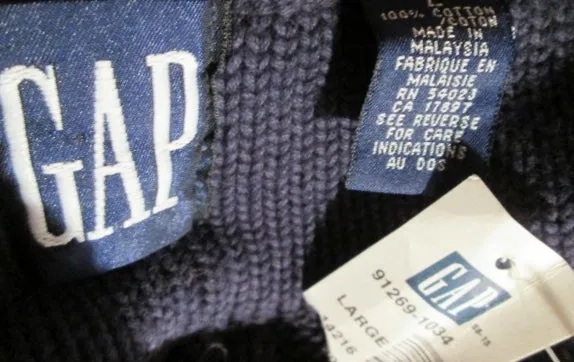 GAP
L
100% COTTON
/COTON
MADE IN
MALAYSIA
FABRIQUE EN
MALAISIE
RN 54023
CA 17897
SEE REVERSE
FOR CARE
INDICATIONS
AU DOS
GAP
91269-1034
LARGE
14216